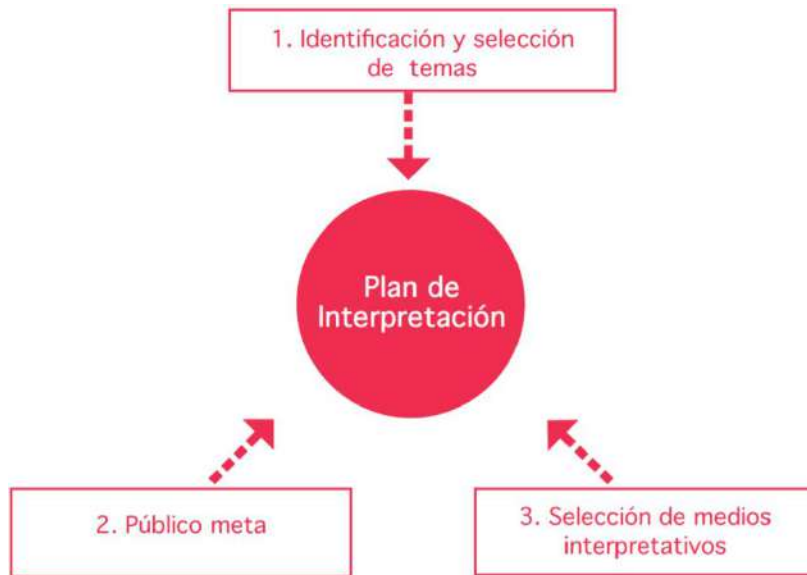 1. Identificación y selección
de temas
Plan de
Interpretación
2. Público meta
3. Selección de medios
interpretativos